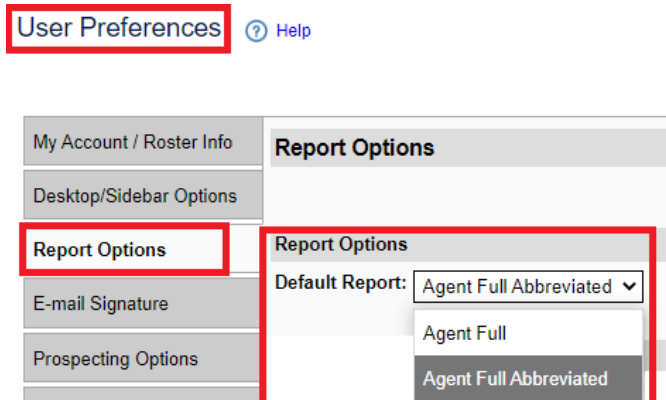 User Preferences ? Help
My Account / Roster Info
Desktop/Sidebar Options
Report Options
E-mail Signature
Prospecting Options
Report Options
Report Options
Default Report: Agent Full Abbreviated
Agent Full
Agent Full Abbreviated